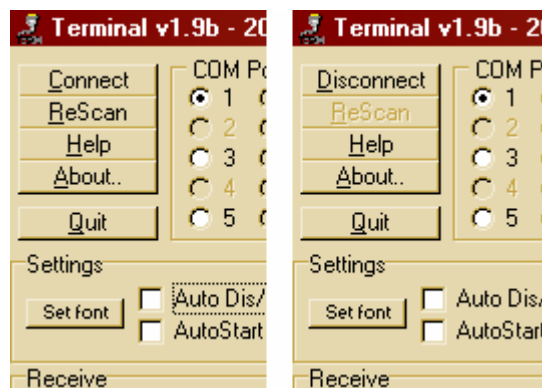 Terminal v1.9b - 20
Connect
ReScan
Help
About..
Quit
COM Po
1
2
3
4
5
Settings
Set font
Auto Dis/
AutoStart
Receive
Terminal v1.9b - 20
Disconnect
ReScan
Help
About..
Quit
COM P
1
2
3
4
5
Settings
Set font
Auto Dis/
AutoStart
Receive